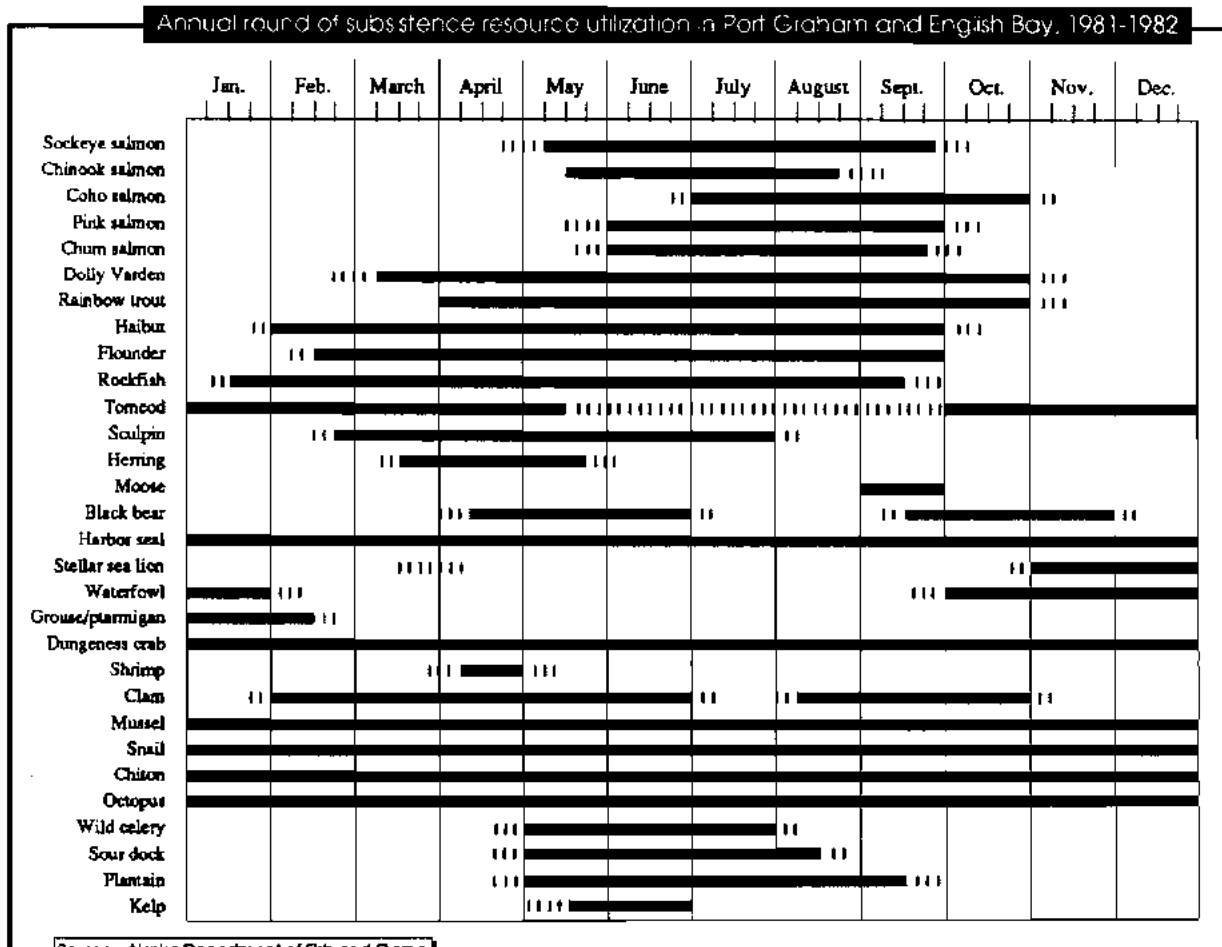 Annual round of subsistence resource utilization in Port Graham and English Bay, 1981-1982
Jan. Feb. March April May June July August Sept. Oct. Nov. Dec.
Sockeye salmon
Chinook salmon
Coho salmon
Pink salmon
Chum salmon
Dolly Varden
Rainbow trout
Halibut
Flounder
Rockfish
Tomcod
Sculpin
Herring
Moose
Black bear
Harbor seal
Stellar sea lion
Waterfowl
Grouse/ptarmigan
Dungeness crab
Shrimp
Clam
Mussel
Snail
Chiton
Octopus
Wild celery
Sour dock
Plantain
Kelp
Alaska Department of Fish and Game